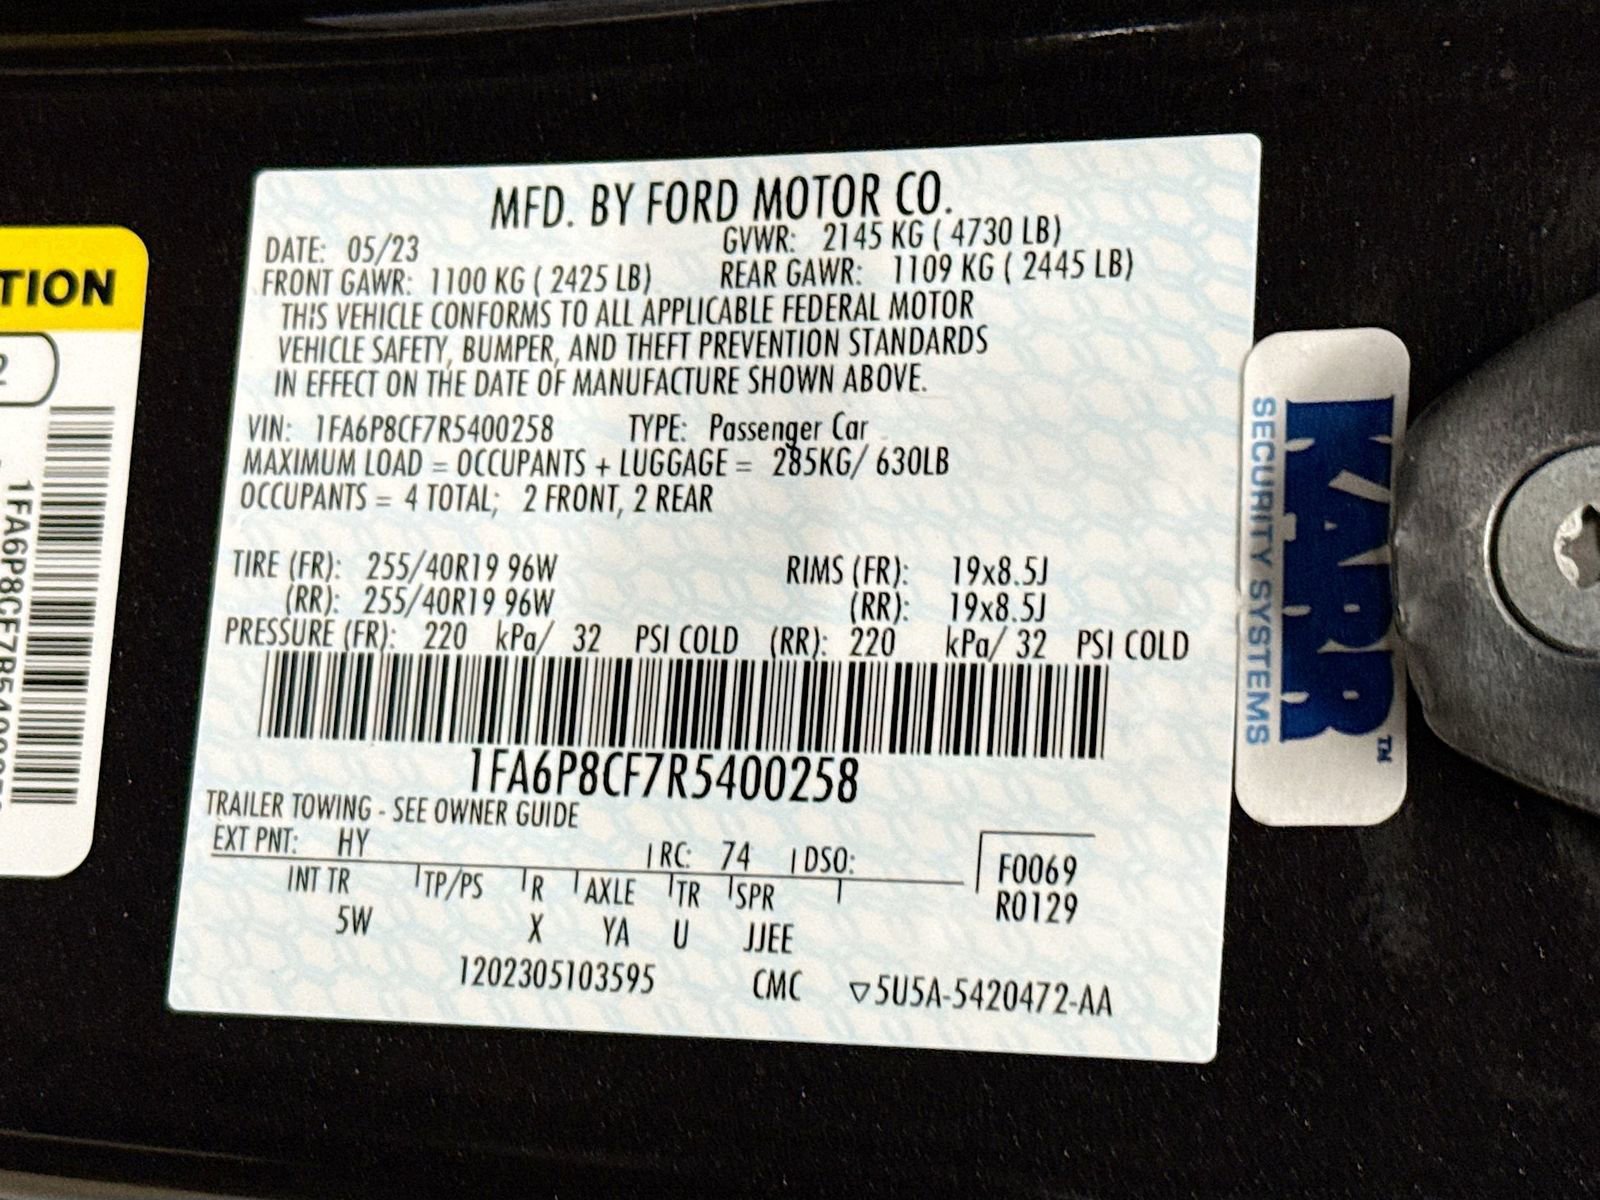 MFD. BY FORD MOTOR CO.
DATE: 05/23 GVWR: 2145 KG ( 4730 LB)
FRONT GAWR: 1100 KG ( 2425 LB) REAR GAWR: 1109 KG ( 2445 LB)
THIS VEHICLE CONFORMS TO ALL APPLICABLE FEDERAL MOTOR
VEHICLE SAFETY, BUMPER, AND THEFT PREVENTION STANDARDS
IN EFFECT ON THE DATE OF MANUFACTURE SHOWN ABOVE.
VIN: 1FA6P8CF7R5400258 TYPE: Passenger Car
MAXIMUM LOAD = OCCUPANTS + LUGGAGE = 285KG/ 630LB
OCCUPANTS = 4 TOTAL; 2 FRONT, 2 REAR
TIRE (FR): 255/40R19 96W RIMS (FR): 19x8.5J
(RR): 255/40R19 96W (RR): 19x8.5J
PRESSURE (FR): 220 kPa/ 32 PSI COLD (RR): 220 kPa/ 32 PSI COLD
1FA6P8CF7R5400258
TRAILER TOWING - SEE OWNER GUIDE
EXT PNT: HY RC: 74 DSO: F0069
R0129
INT TR TP/PS R AXLE TR SPR
5W X YA U JJEE
1202305103595 CMC ▽5U5A-5420472-AA
TION
2
1FA6P8CF7R5400
KARR™
SECURITY SYSTEMS